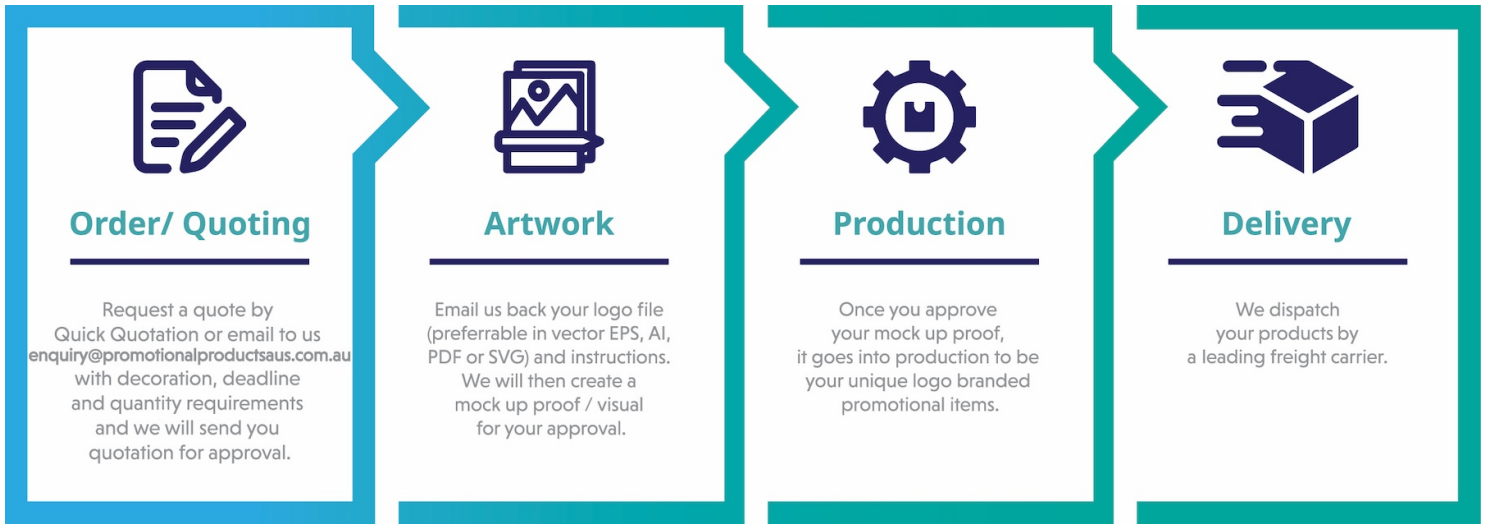 Order/ Quoting
Request a quote by
Quick Quotation or email to us
enquiry@promotionalproductsaus.com.au
with decoration, deadline
and quantity requirements
and we will send you
quotation for approval.
Artwork
Email us back your logo file
(preferrable in vector EPS, AI,
PDF or SVG) and instructions.
We will then create a
mock up proof / visual
for your approval.
Production
Once you approve
your mock up proof,
it goes into production to be
your unique logo branded
promotional items.
Delivery
We dispatch
your products by
a leading freight carrier.